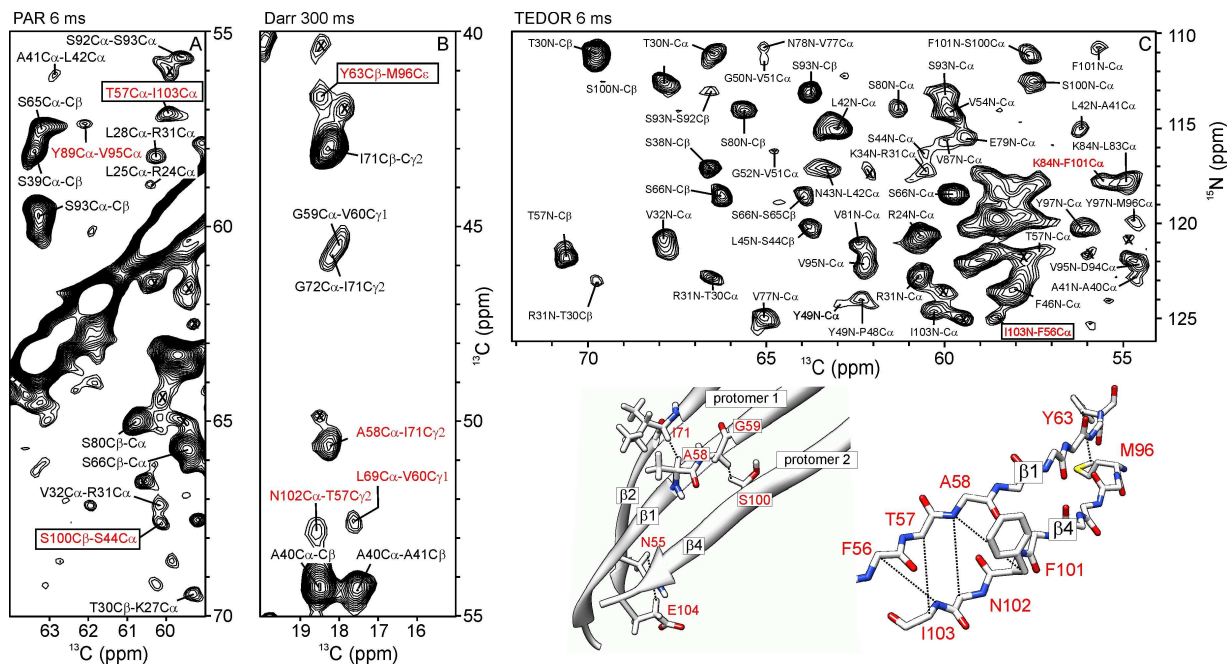 PAR 6 ms
A
S92Cα-S93Cα
A41Cα-L42Cα
T57Cα-I103Cα
S65Cα-Cβ
L28Cα-R31Cα
Y89Cα-V95Cα
L25Cα-R24Cα
S39Cα-Cβ
S93Cα-Cβ
S80Cβ-Cα
S66Cβ-Cα
V32Cα-R31Cα
S100Cβ-S44Cα
T30Cβ-K27Cα
X
X
X
X
55
60
65
70
63 62 61 60
¹³C (ppm)
Darr 300 ms
B
X
Y63Cβ-M96Cε
X
X
I71Cβ-Cγ2
G59Cα-V60Cγ1
G72Cα-I71Cγ2
X
A58Cα-I71Cγ2
L69Cα-V60Cγ1
N102Cα-T57Cγ2
A40Cα-Cβ
A40Cα-A41Cβ
40
45
50
55
¹³C (ppm)
19 18 17 16 15
¹³C (ppm)
TEDOR 6 ms
C
T30N-Cβ
T30N-Cα
N78N-V77Cα
F101N-S100Cα
F101N-Cα
S93N-Cβ
S93N-Cα
G50N-V51Cα
S100N-Cβ
S80N-Cα
S100N-Cα
L42N-Cα
V54N-Cα
L42N-A41Cα
S93N-S92Cβ
S80N-Cβ
S44N-Cα
S38N-Cβ
K34N-R31Cα
V87N-Cα
E79N-Cα
K84N-L83Cα
G52N-V51Cα
K84N-F101Cα
S66N-Cβ
N43N-L42Cα
S66N-Cα
Y97N-M96Cα
S66N-S65Cβ
Y97N-Cα
T57N-Cβ
V32N-Cα
V81N-Cα
R24N-Cα
L45N-S44Cβ
T57N-Cα
V95N-Cα
V95N-D94Cα
R31N-T30Cα
R31N-Cα
A41N-A40Cα
F46N-Cα
R31N-T30Cβ
V77N-Cα
Y49N-Cα
Y49N-P48Cα
I103N-Cα
I103N-F56Cα
X
X
X
X
X
X
X
110
115
120
125
¹⁵N (ppm)
70 65 60 55
¹³C (ppm)
protomer 1
I71
G59
A58
protomer 2
S100
β2
β1
β4
N55
E104
Y63
M96
β1
A58
T57
β4
F56
F101
N102
I103